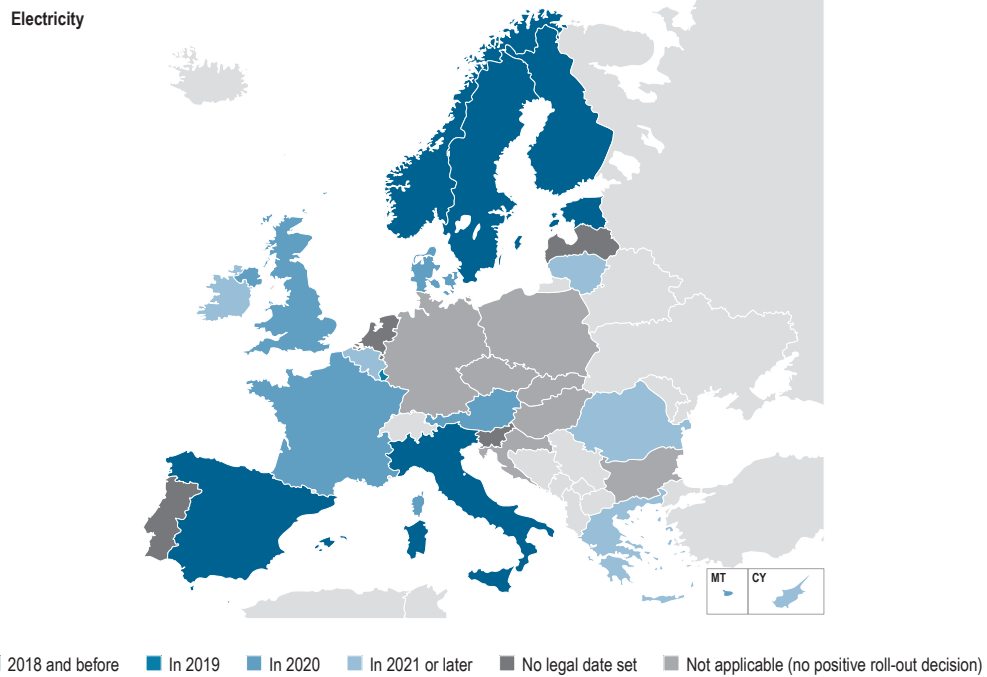 Electricity
MT
CY
2018 and before
In 2019
In 2020
In 2021 or later
No legal date set
Not applicable (no positive roll-out decision)